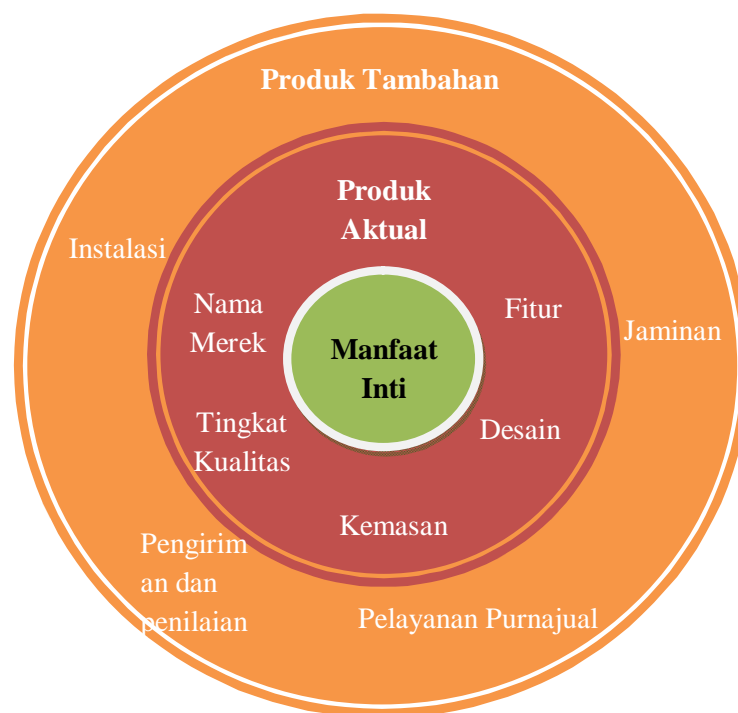 Produk Tambahan
Produk
Aktual
Instalasi
Nama
Merek
Fitur
Jaminan
Manfaat
Inti
Tingkat
Kualitas
Desain
Kemasan
Pengirim
an dan
penilaian
Pelayanan Purnajual